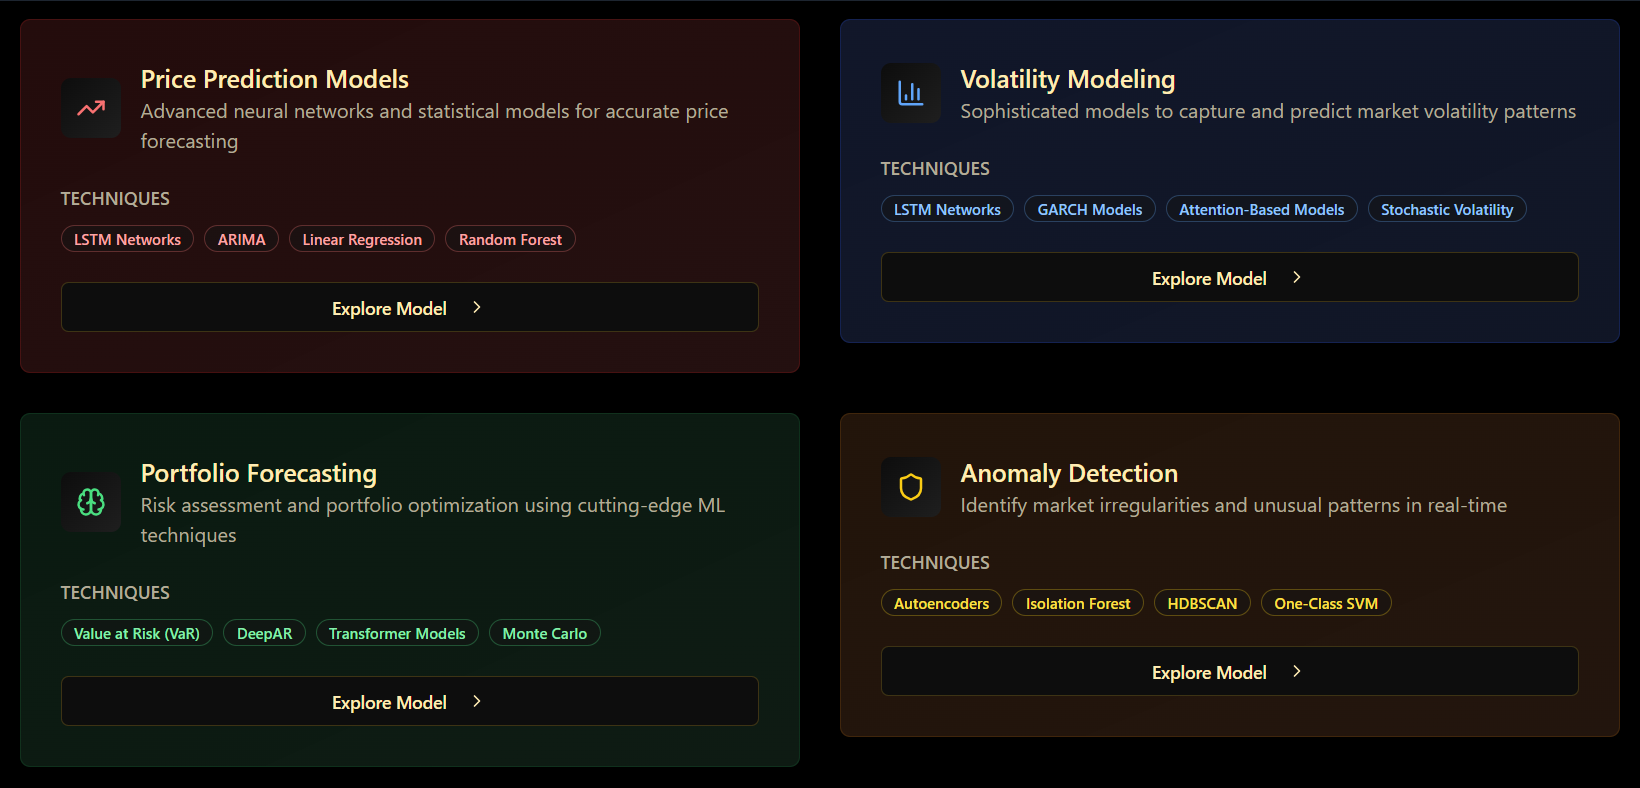 Price Prediction Models
Advanced neural networks and statistical models for accurate price
forecasting
TECHNIQUES
LSTM Networks
ARIMA
Linear Regression
Random Forest
Explore Model
Volatility Modeling
Sophisticated models to capture and predict market volatility patterns
TECHNIQUES
LSTM Networks
GARCH Models
Attention-Based Models
Stochastic Volatility
Explore Model
Portfolio Forecasting
Risk assessment and portfolio optimization using cutting-edge ML
techniques
TECHNIQUES
Value at Risk (VaR)
DeepAR
Transformer Models
Monte Carlo
Explore Model
Anomaly Detection
Identify market irregularities and unusual patterns in real-time
TECHNIQUES
Autoencoders
Isolation Forest
HDBSCAN
One-Class SVM
Explore Model